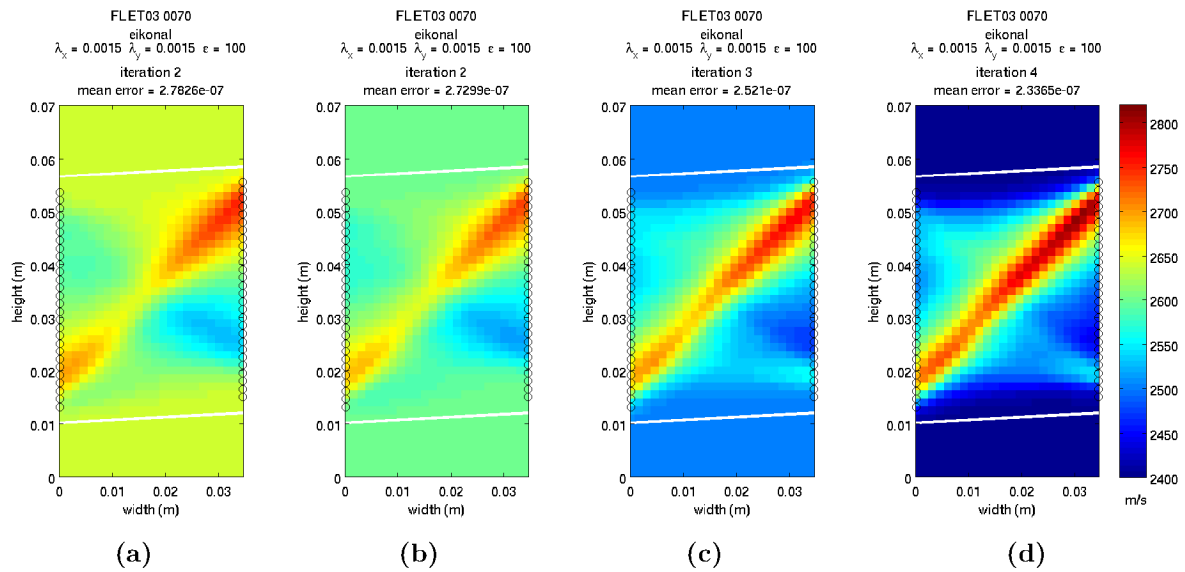 FLET03 0070
eikonal
λx = 0.0015 λy = 0.0015 ε = 100
iteration 2
mean error = 2.7826e-07
0.07
0.06
0.05
0.04
0.03
0.02
0.01
0
height (m)
0 0.01 0.02 0.03
width (m)
(a)
FLET03 0070
eikonal
λx = 0.0015 λy = 0.0015 ε = 100
iteration 2
mean error = 2.7299e-07
0.07
0.06
0.05
0.04
0.03
0.02
0.01
0
height (m)
0 0.01 0.02 0.03
width (m)
(b)
FLET03 0070
eikonal
λx = 0.0015 λy = 0.0015 ε = 100
iteration 3
mean error = 2.521e-07
0.07
0.06
0.05
0.04
0.03
0.02
0.01
0
height (m)
0 0.01 0.02 0.03
width (m)
(c)
FLET03 0070
eikonal
λx = 0.0015 λy = 0.0015 ε = 100
iteration 4
mean error = 2.3365e-07
0.07
0.06
0.05
0.04
0.03
0.02
0.01
0
height (m)
0 0.01 0.02 0.03
width (m)
(d)
2800
2750
2700
2650
2600
2550
2500
2450
2400
m/s